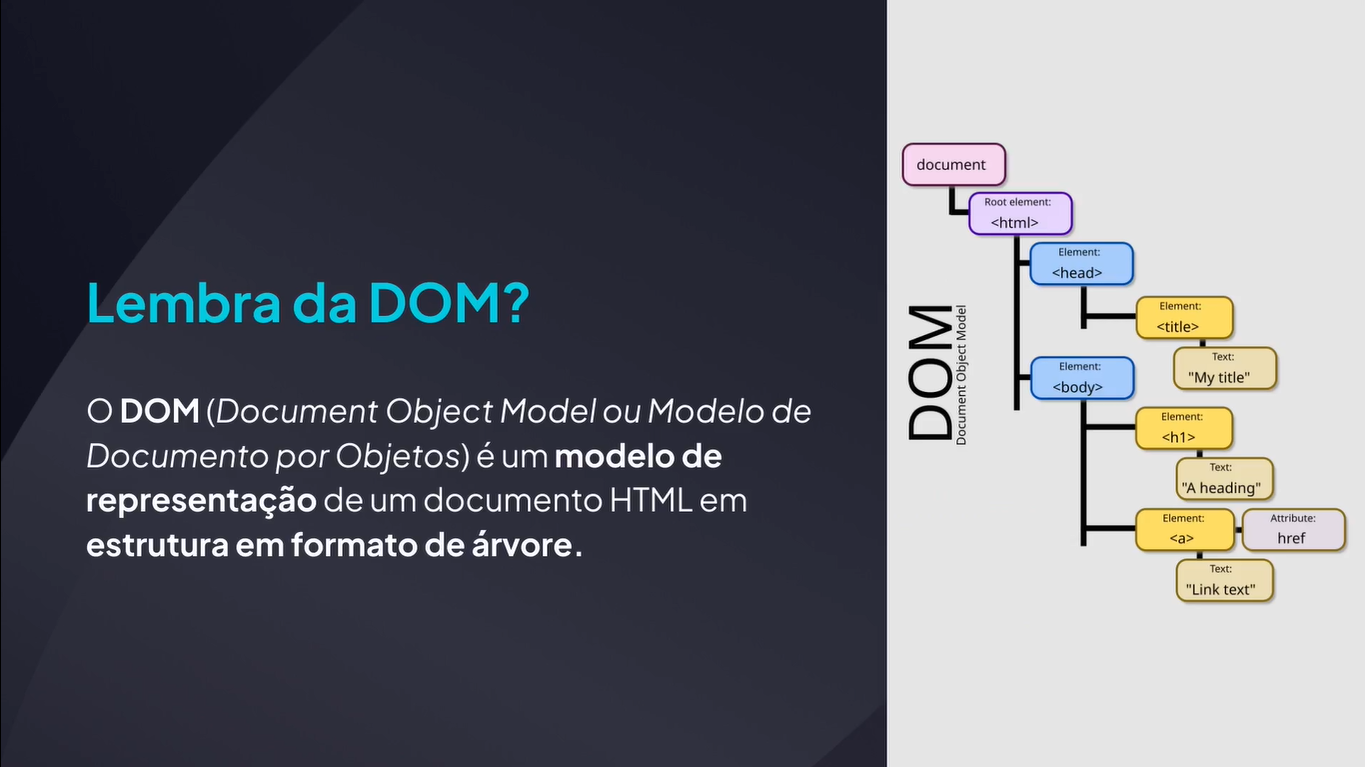 Lembra da DOM?
O DOM (Document Object Model ou Modelo de
Documento por Objetos) é um modelo de
representação de um documento HTML em
estrutura em formato de árvore.
DOM
Document Object Model
document
Root element:
<html>
Element:
<head>
Element:
<title>
Text:
"My title"
Element:
<body>
Element:
<h1>
Text:
"A heading"
Element:
<a>
Attribute:
href
Text:
"Link text"